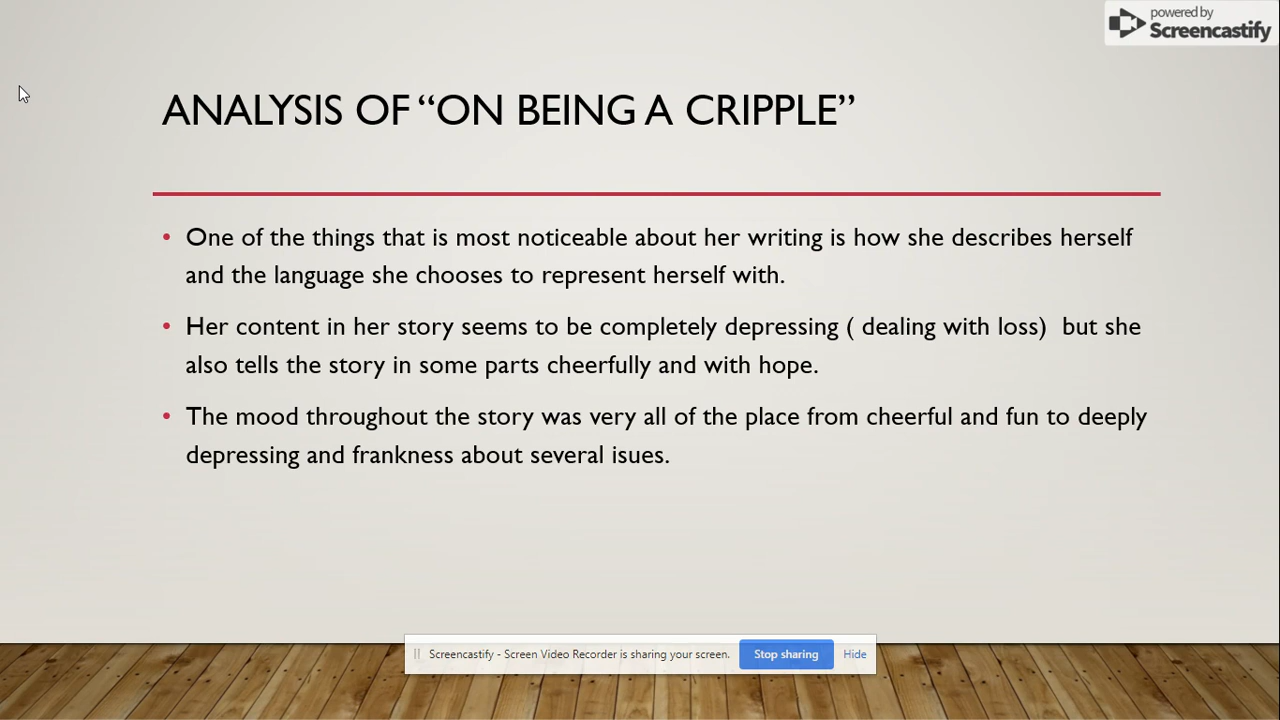 powered by
Screencastify
ANALYSIS OF “ON BEING A CRIPPLE”
• One of the things that is most noticeable about her writing is how she describes herself
and the language she chooses to represent herself with.
• Her content in her story seems to be completely depressing ( dealing with loss)  but she
also tells the story in some parts cheerfully and with hope.
• The mood throughout the story was very all of the place from cheerful and fun to deeply
depressing and frankness about several isues.
Screencastify - Screen Video Recorder is sharing your screen. Stop sharing Hide